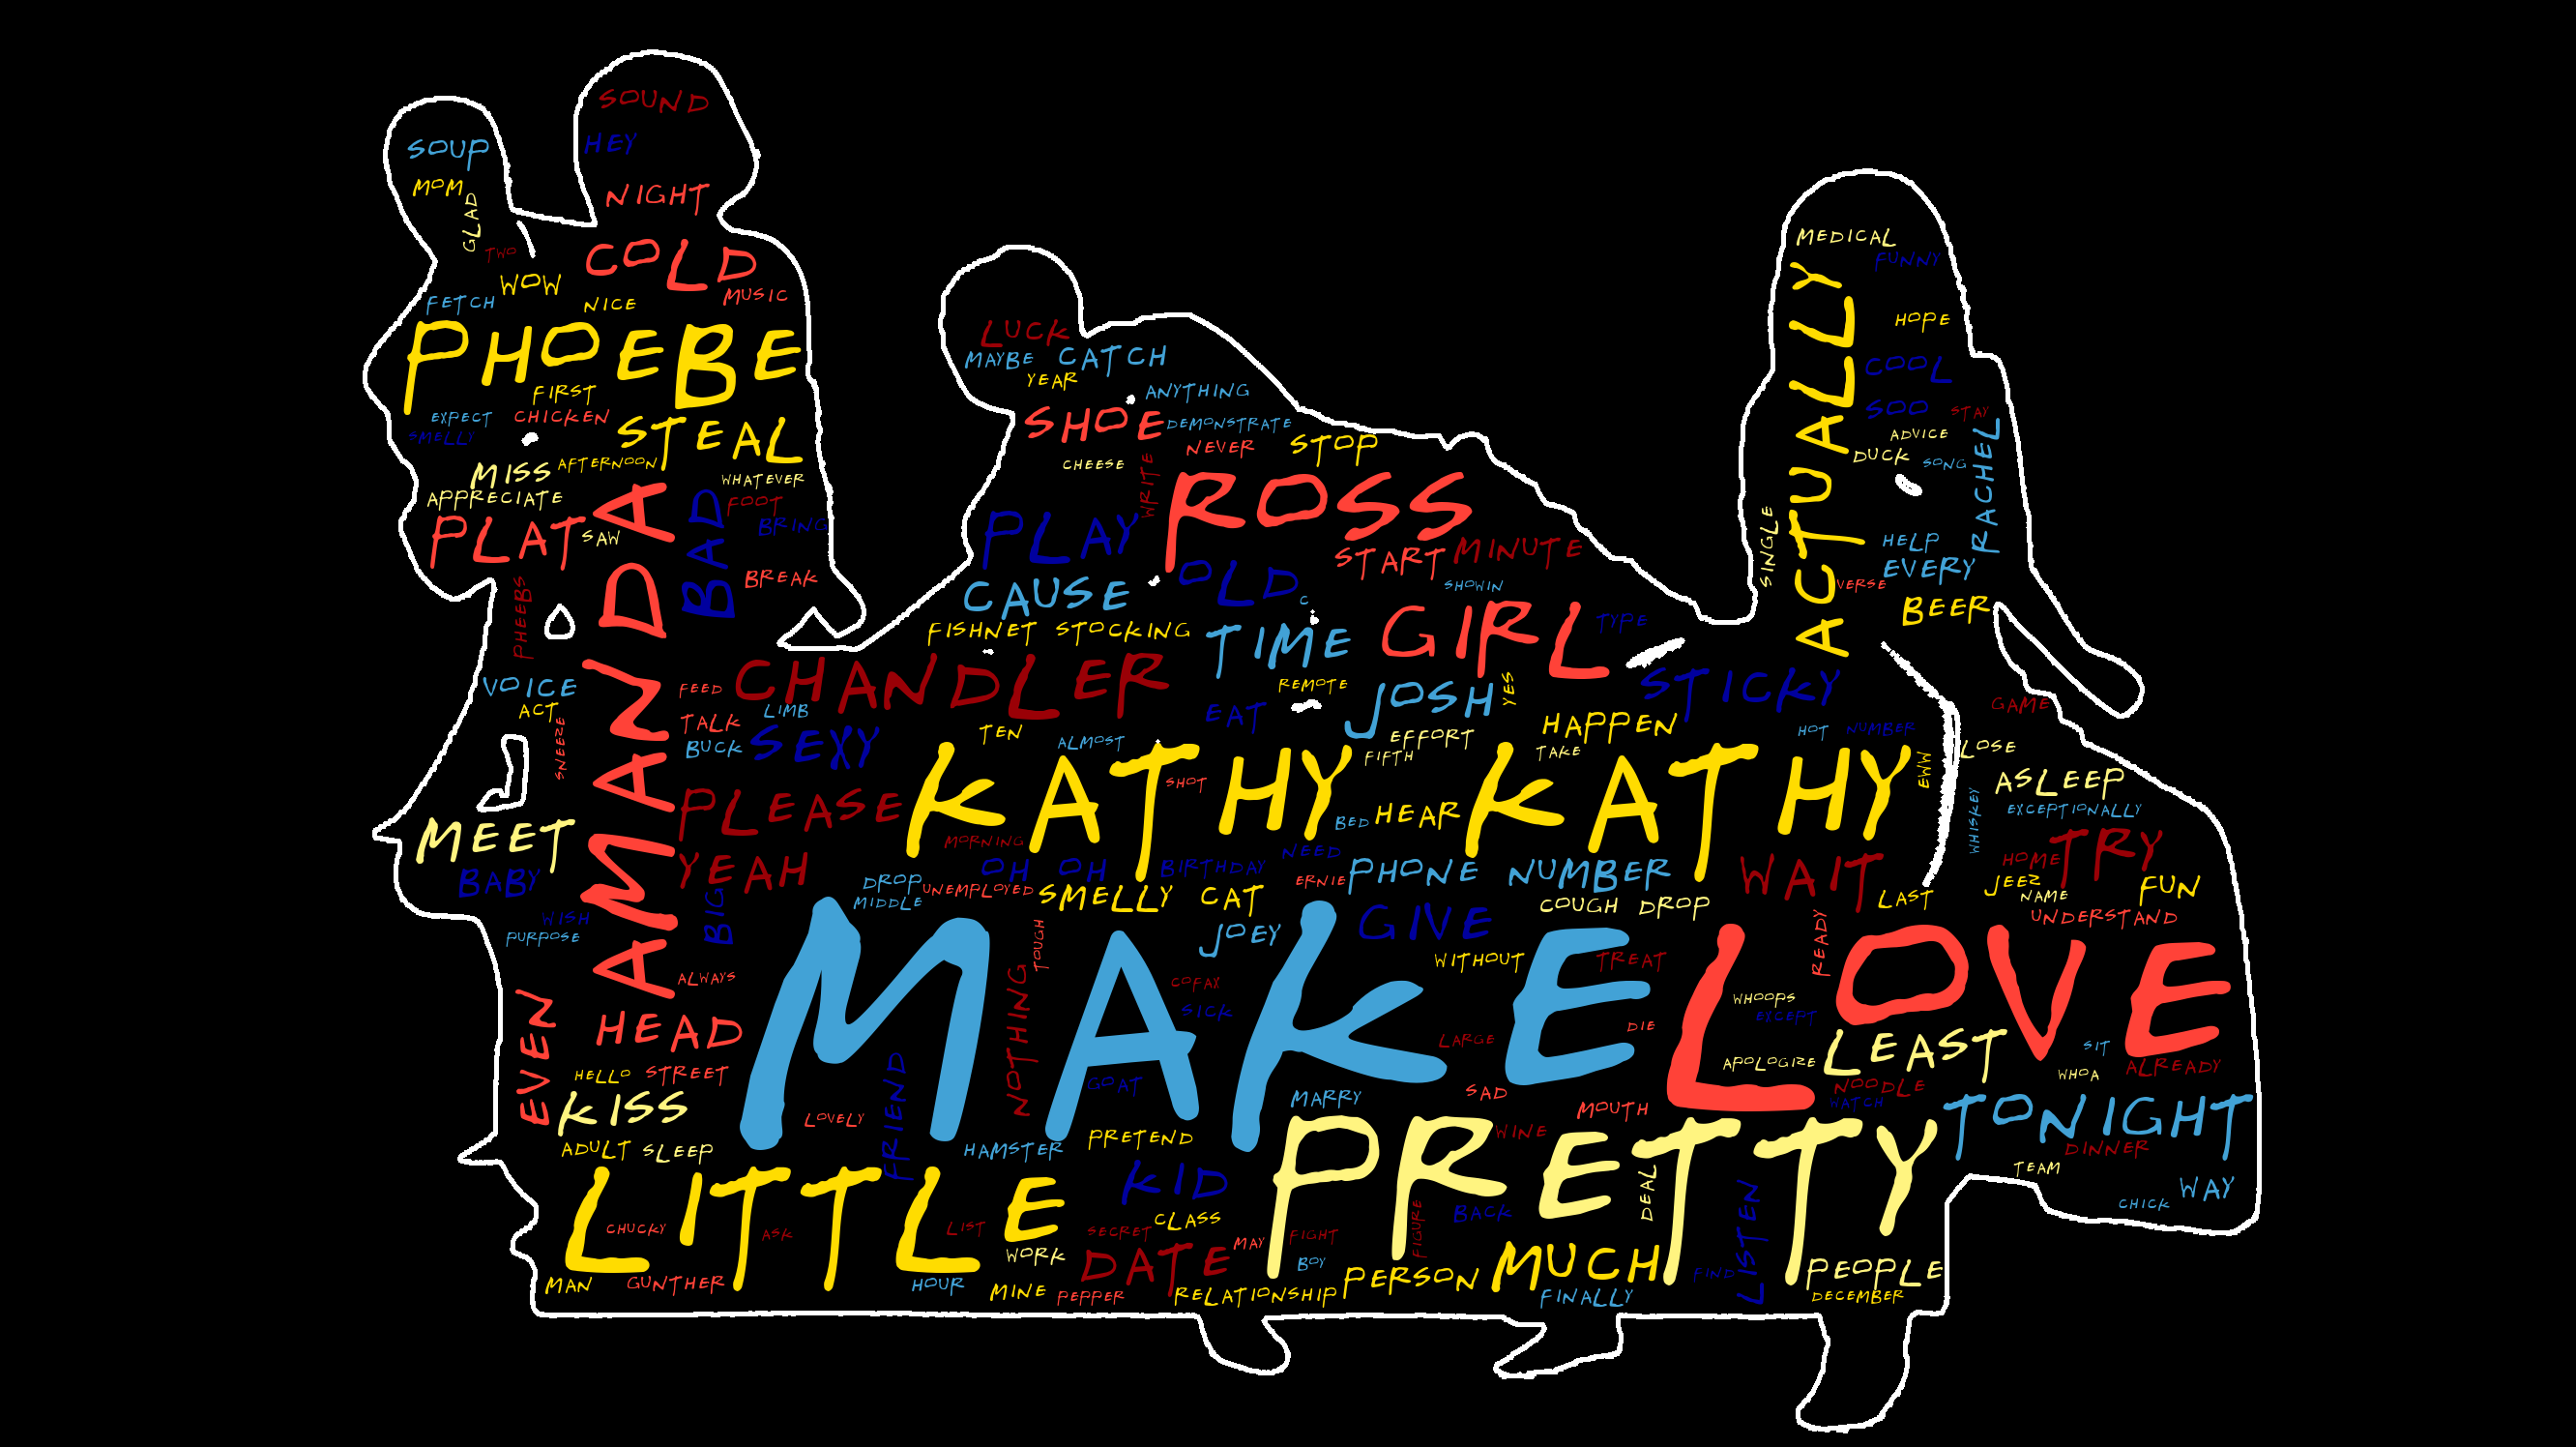 SOUND
HEY
SOUP
MOM
GLAD
NIGHT
TWO
COLD
WOW
MUSIC
FETCH
NICE
PHOEBE
FIRST
EXPECT
CHICKEN
SMELLY
STEAL
MISS
AFTERNOON
WHATEVER
APPRECIATE
BAD
FOOT
PLAT
SAW
BRING
BREAK
PHEEBS
AMANDA
MEDICAL
FUNNY
ACTUALLY
HOPE
COOL
SOO
STAY
ADVICE
DUCK
SONG
RACHEL
SINGLE
HELP
EVERY
VERSE
BEER
LUCK
MAYBE
CATCH
YEAR
ANYTHING
SHOE
DEMONSTRATE
NEVER
STOP
CHEESE
WRITE
ROSS
PLAY
START
MINUTE
OLD
C
SHOWIN
CAUSE
FISHNET STOCKING
TIME
GIRL
TYPE
CHANDLER
REMOTE
JOSH
YES
STICKY
VOICE
FEED
ACT
TALK
LIMB
SNEEZE
BUCK
SEXY
TEN
ALMOST
EAT
EFFORT
HAPPEN
HOT
NUMBER
GAME
LOSE
FIFTH
TAKE
EWW
ASLEEP
EXCEPTIONALLY
WHISKEY
KATHY KATHY
SHOT
PLEASE
BED
HEAR
MEET
MORNING
BABY
YEAH
OH OH
BIRTHDAY
NEED
PHONE NUMBER
WAIT
HOME
TRY
JEEZ
NAME
FUN
LAST
DROP
UNEMPLOYED
SMELLY CAT
ERNIE
MIDDLE
COUGH DROP
UNDERSTAND
WISH
PURPOSE
BIG
JOEY
GIVE
READY
TOUGH
WITHOUT
TREAT
ALWAYS
MAKE
LOVE
COFAX
SICK
NOTHING
WHOOPS
EXCEPT
EVEN
HEAD
LARGE
DIE
LEAST
APOLOGIZE
SIT
WHOA
ALREADY
HELLO
STREET
GOAT
NOODLE
WATCH
KISS
FRIEND
LOVELY
MARRY
SAD
MOUTH
TONIGHT
ADULT
SLEEP
HAMSTER
PRETEND
WINE
PRETTY
DINNER
TEAM
LITTLE
KID
DEAL
CHICK
WAY
CHUCKY
ASK
LIST
CLASS
SECRET
MAY
FIGHT
FIGURE
BACK
LISTEN
WORK
DATE
BOY
PERSON
MUCH
FIND
PEOPLE
MAN
GUNTHER
HOUR
MINE
PEPPER
RELATIONSHIP
FINALLY
DECEMBER